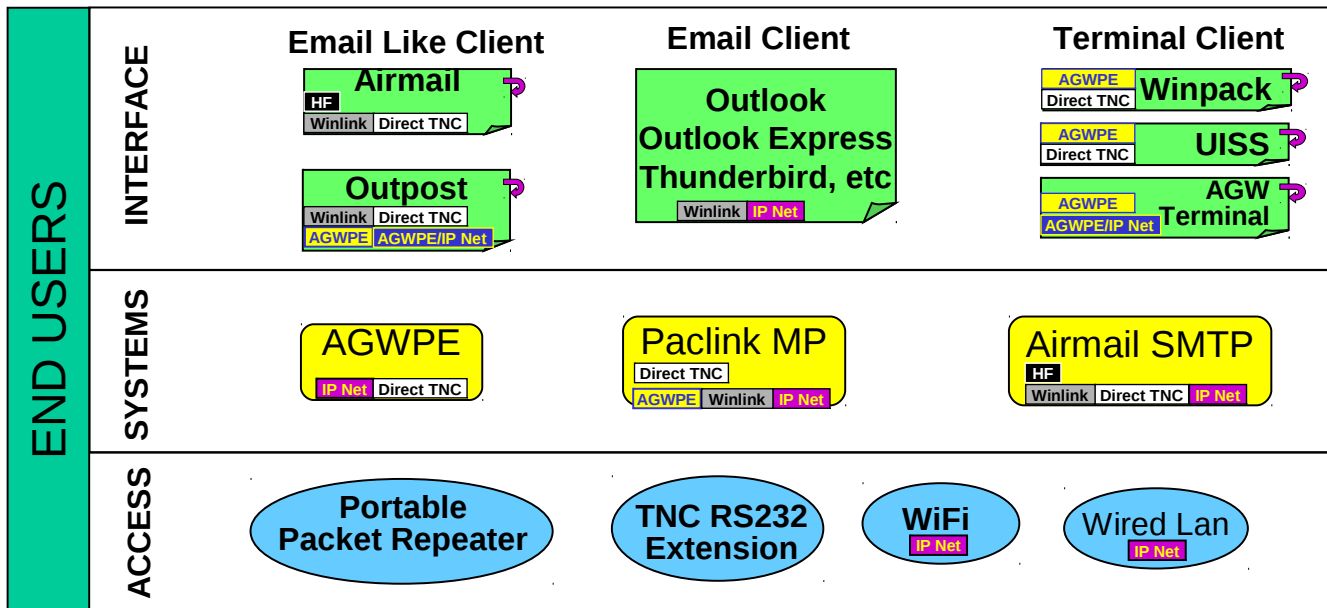 END USERS
INTERFACE
Email Like Client
Airmail
HF
Winlink Direct TNC
Outpost
Winlink Direct TNC
AGWPE AGWPE/IP Net
Email Client
Outlook
Outlook Express
Thunderbird, etc
Winlink IP Net
Terminal Client
AGWPE
Direct TNC
Winpack
AGWPE
Direct TNC
UISS
AGWPE
AGWPE/IP Net
AGW
Terminal
SYSTEMS
AGWPE
IP Net Direct TNC
Paclink MP
Direct TNC
AGWPE Winlink IP Net
Airmail SMTP
HF
Winlink Direct TNC IP Net
ACCESS
Portable
Packet Repeater
TNC RS232
Extension
WiFi
IP Net
Wired Lan
IP Net